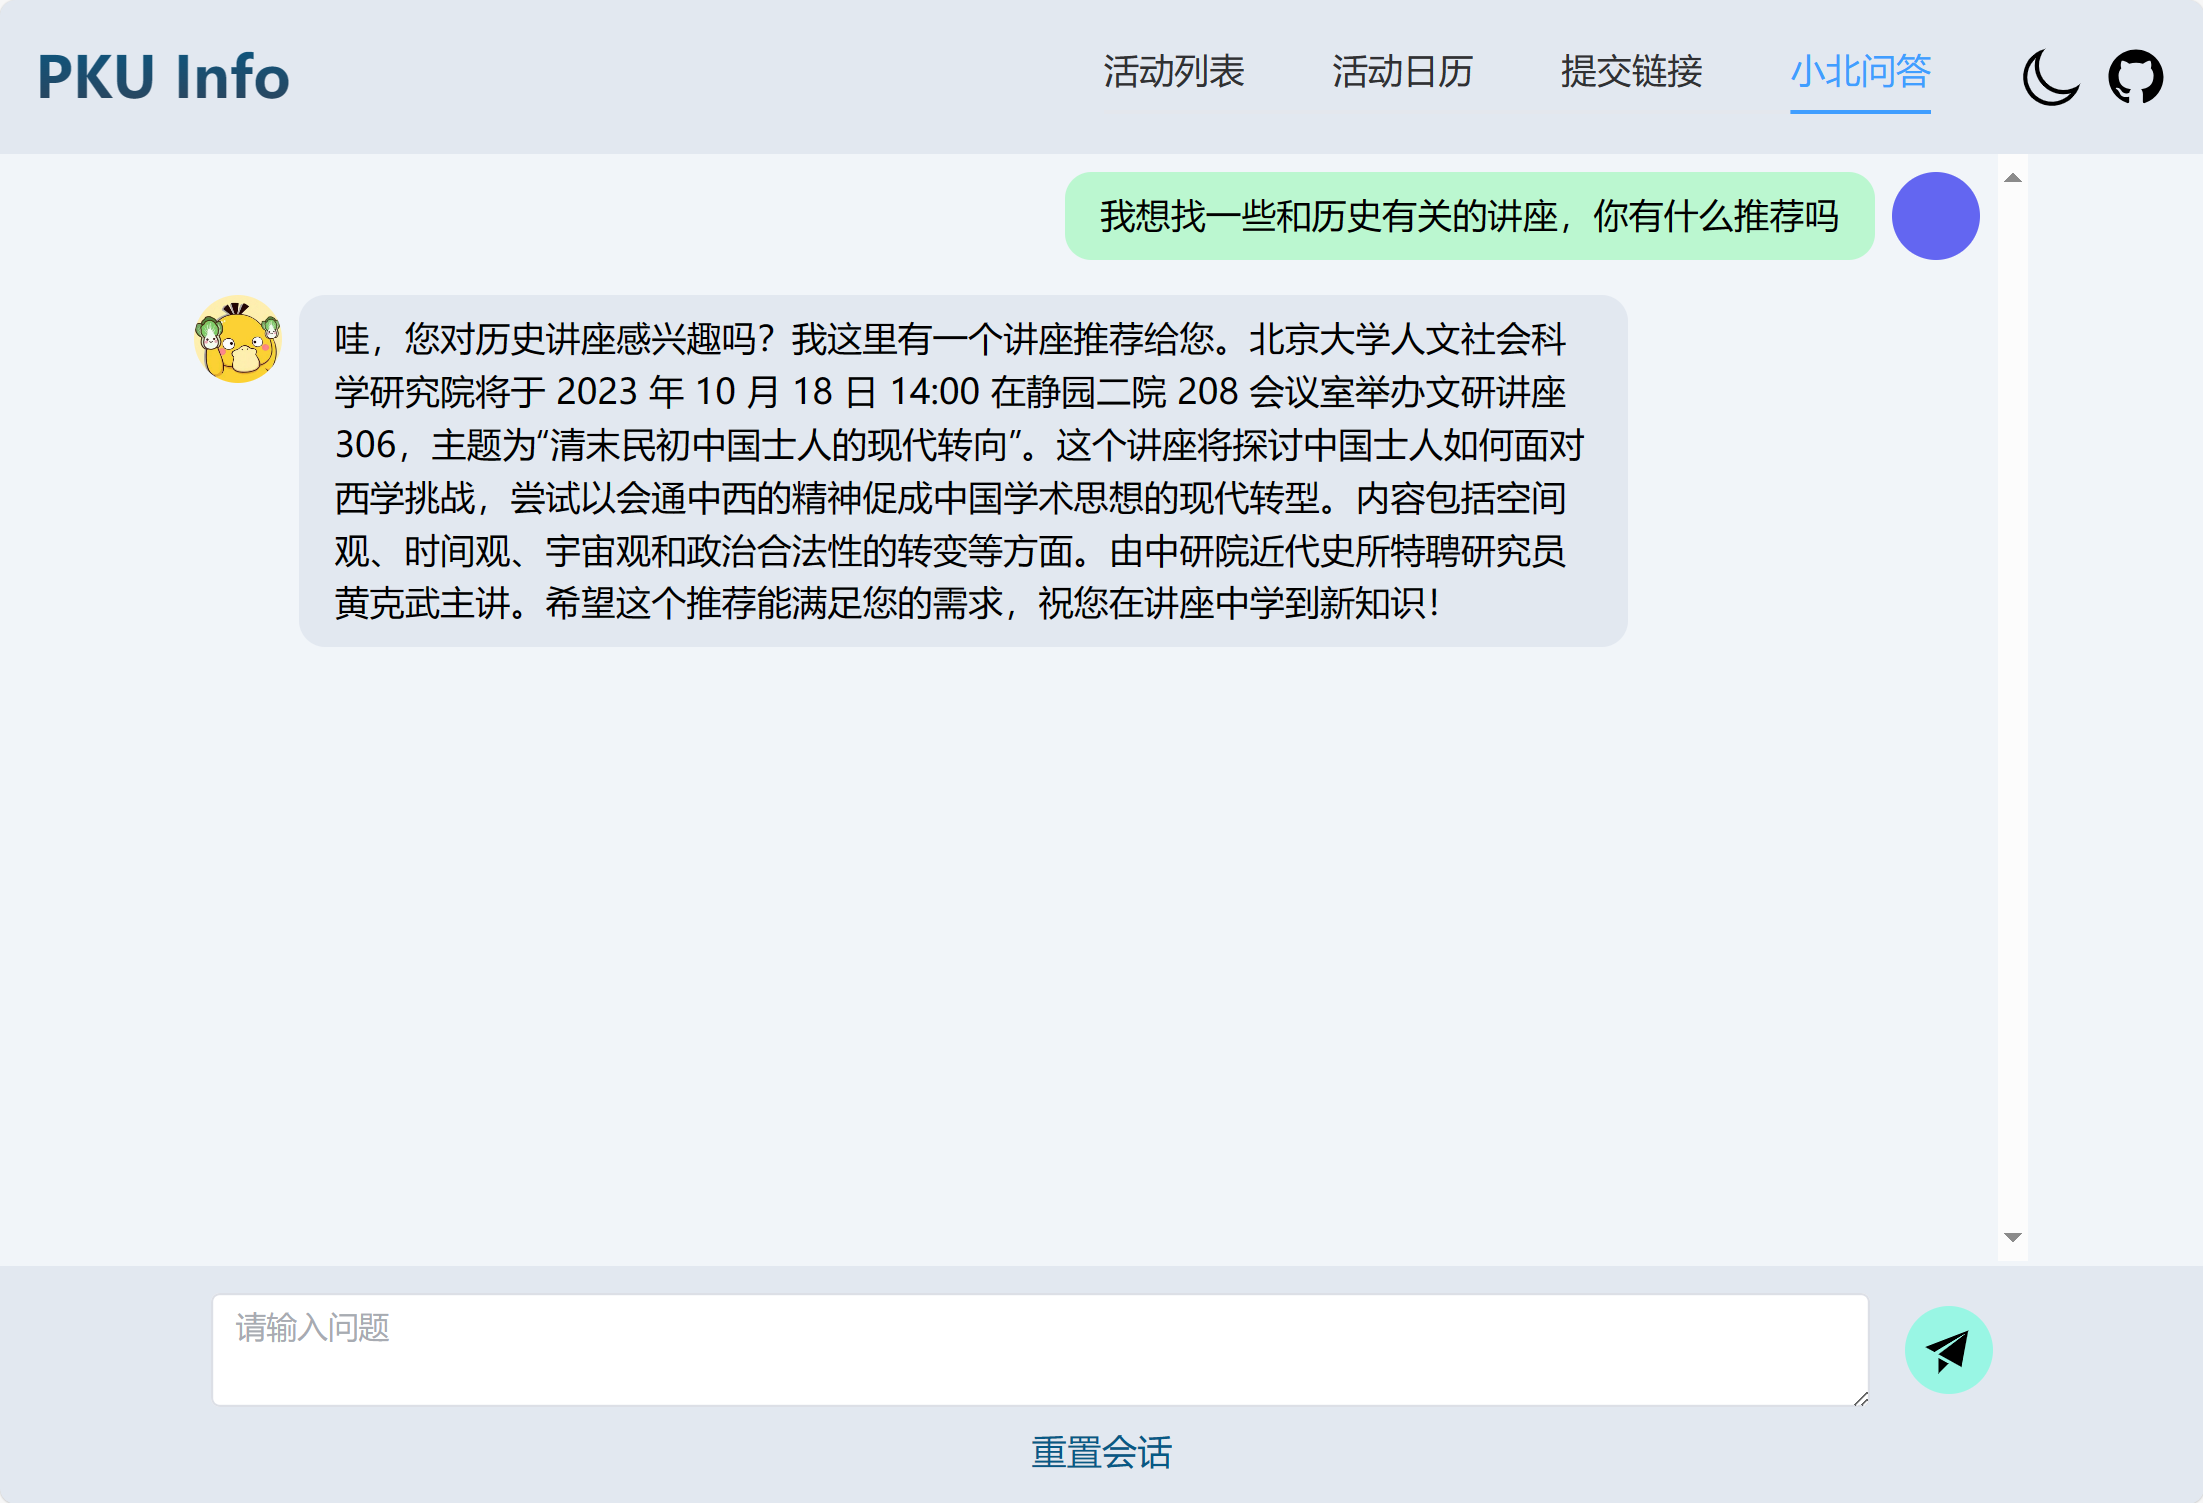 PKU Info
活动列表
活动日历
提交链接
小北问答
我想找一些和历史有关的讲座，你有什么推荐吗
哇，您对历史讲座感兴趣吗？我这里有一个讲座推荐给您。北京大学人文社会科
学研究院将于 2023 年 10 月 18 日 14:00 在静园二院 208 会议室举办文研讲座
306，主题为“清末民初中国士人的现代转向”。这个讲座将探讨中国士人如何面对
西学挑战，尝试以会通中西的精神促成中国学术思想的现代转型。内容包括空间
观、时间观、宇宙观和政治合法性的转变等方面。由中研院近代史所特聘研究员
黄克武主讲。希望这个推荐能满足您的需求，祝您在讲座中学到新知识！
请输入问题
重置会话